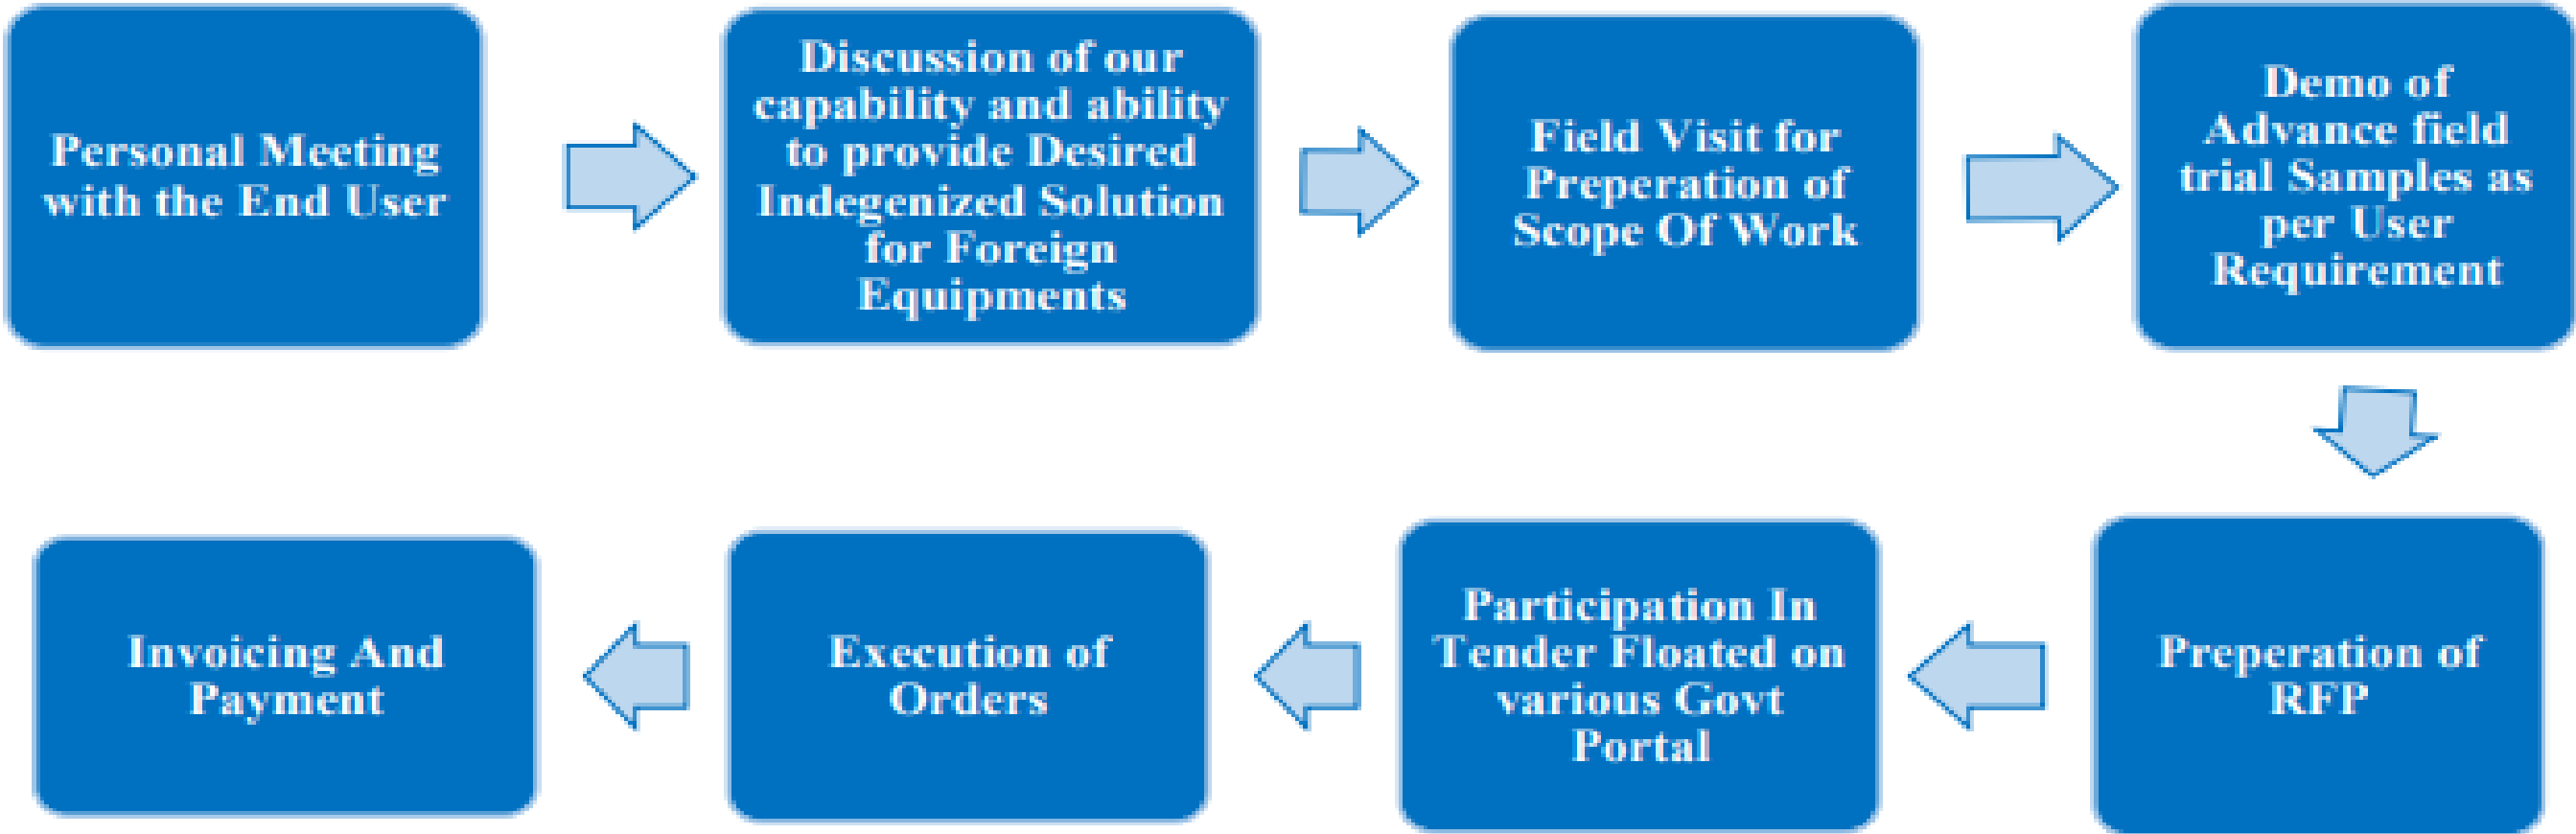 Personal Meeting
with the End User
Discussion of our
capability and ability
to provide Desired
Indegenized Solution
for Foreign
Equipments
Field Visit for
Preperation of
Scope Of Work
Demo of
Advance field
trial Samples as
per User
Requirement
Preperation of
RFP
Participation In
Tender Floated on
various Govt
Portal
Execution of
Orders
Invoicing And
Payment